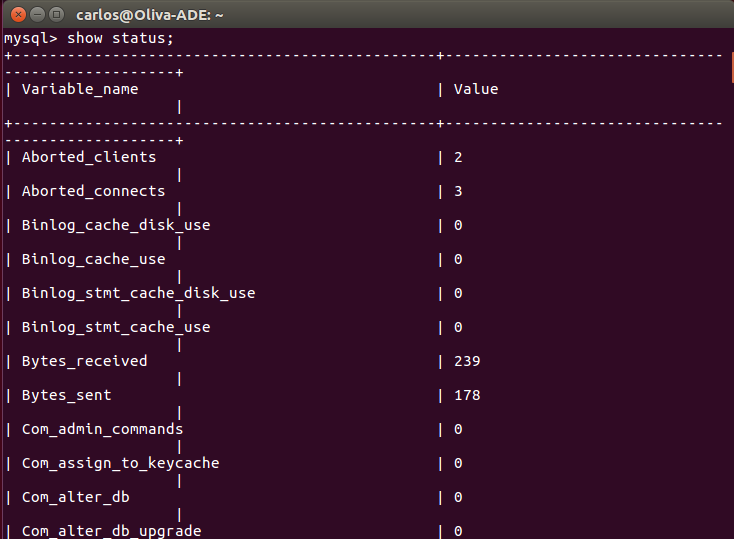 carlos@Oliva-ADE: ~
mysql> show status;
+-----------------------------------------------+-------------------------------
-------------------+
| Variable_name | Value
|
+-----------------------------------------------+-------------------------------
-------------------+
| Aborted_clients | 2
|
| Aborted_connects | 3
|
| Binlog_cache_disk_use | 0
|
| Binlog_cache_use | 0
|
| Binlog_stmt_cache_disk_use | 0
|
| Binlog_stmt_cache_use | 0
|
| Bytes_received | 239
|
| Bytes_sent | 178
|
| Com_admin_commands | 0
|
| Com_assign_to_keycache | 0
|
| Com_alter_db | 0
|
| Com_alter_db_upgrade | 0